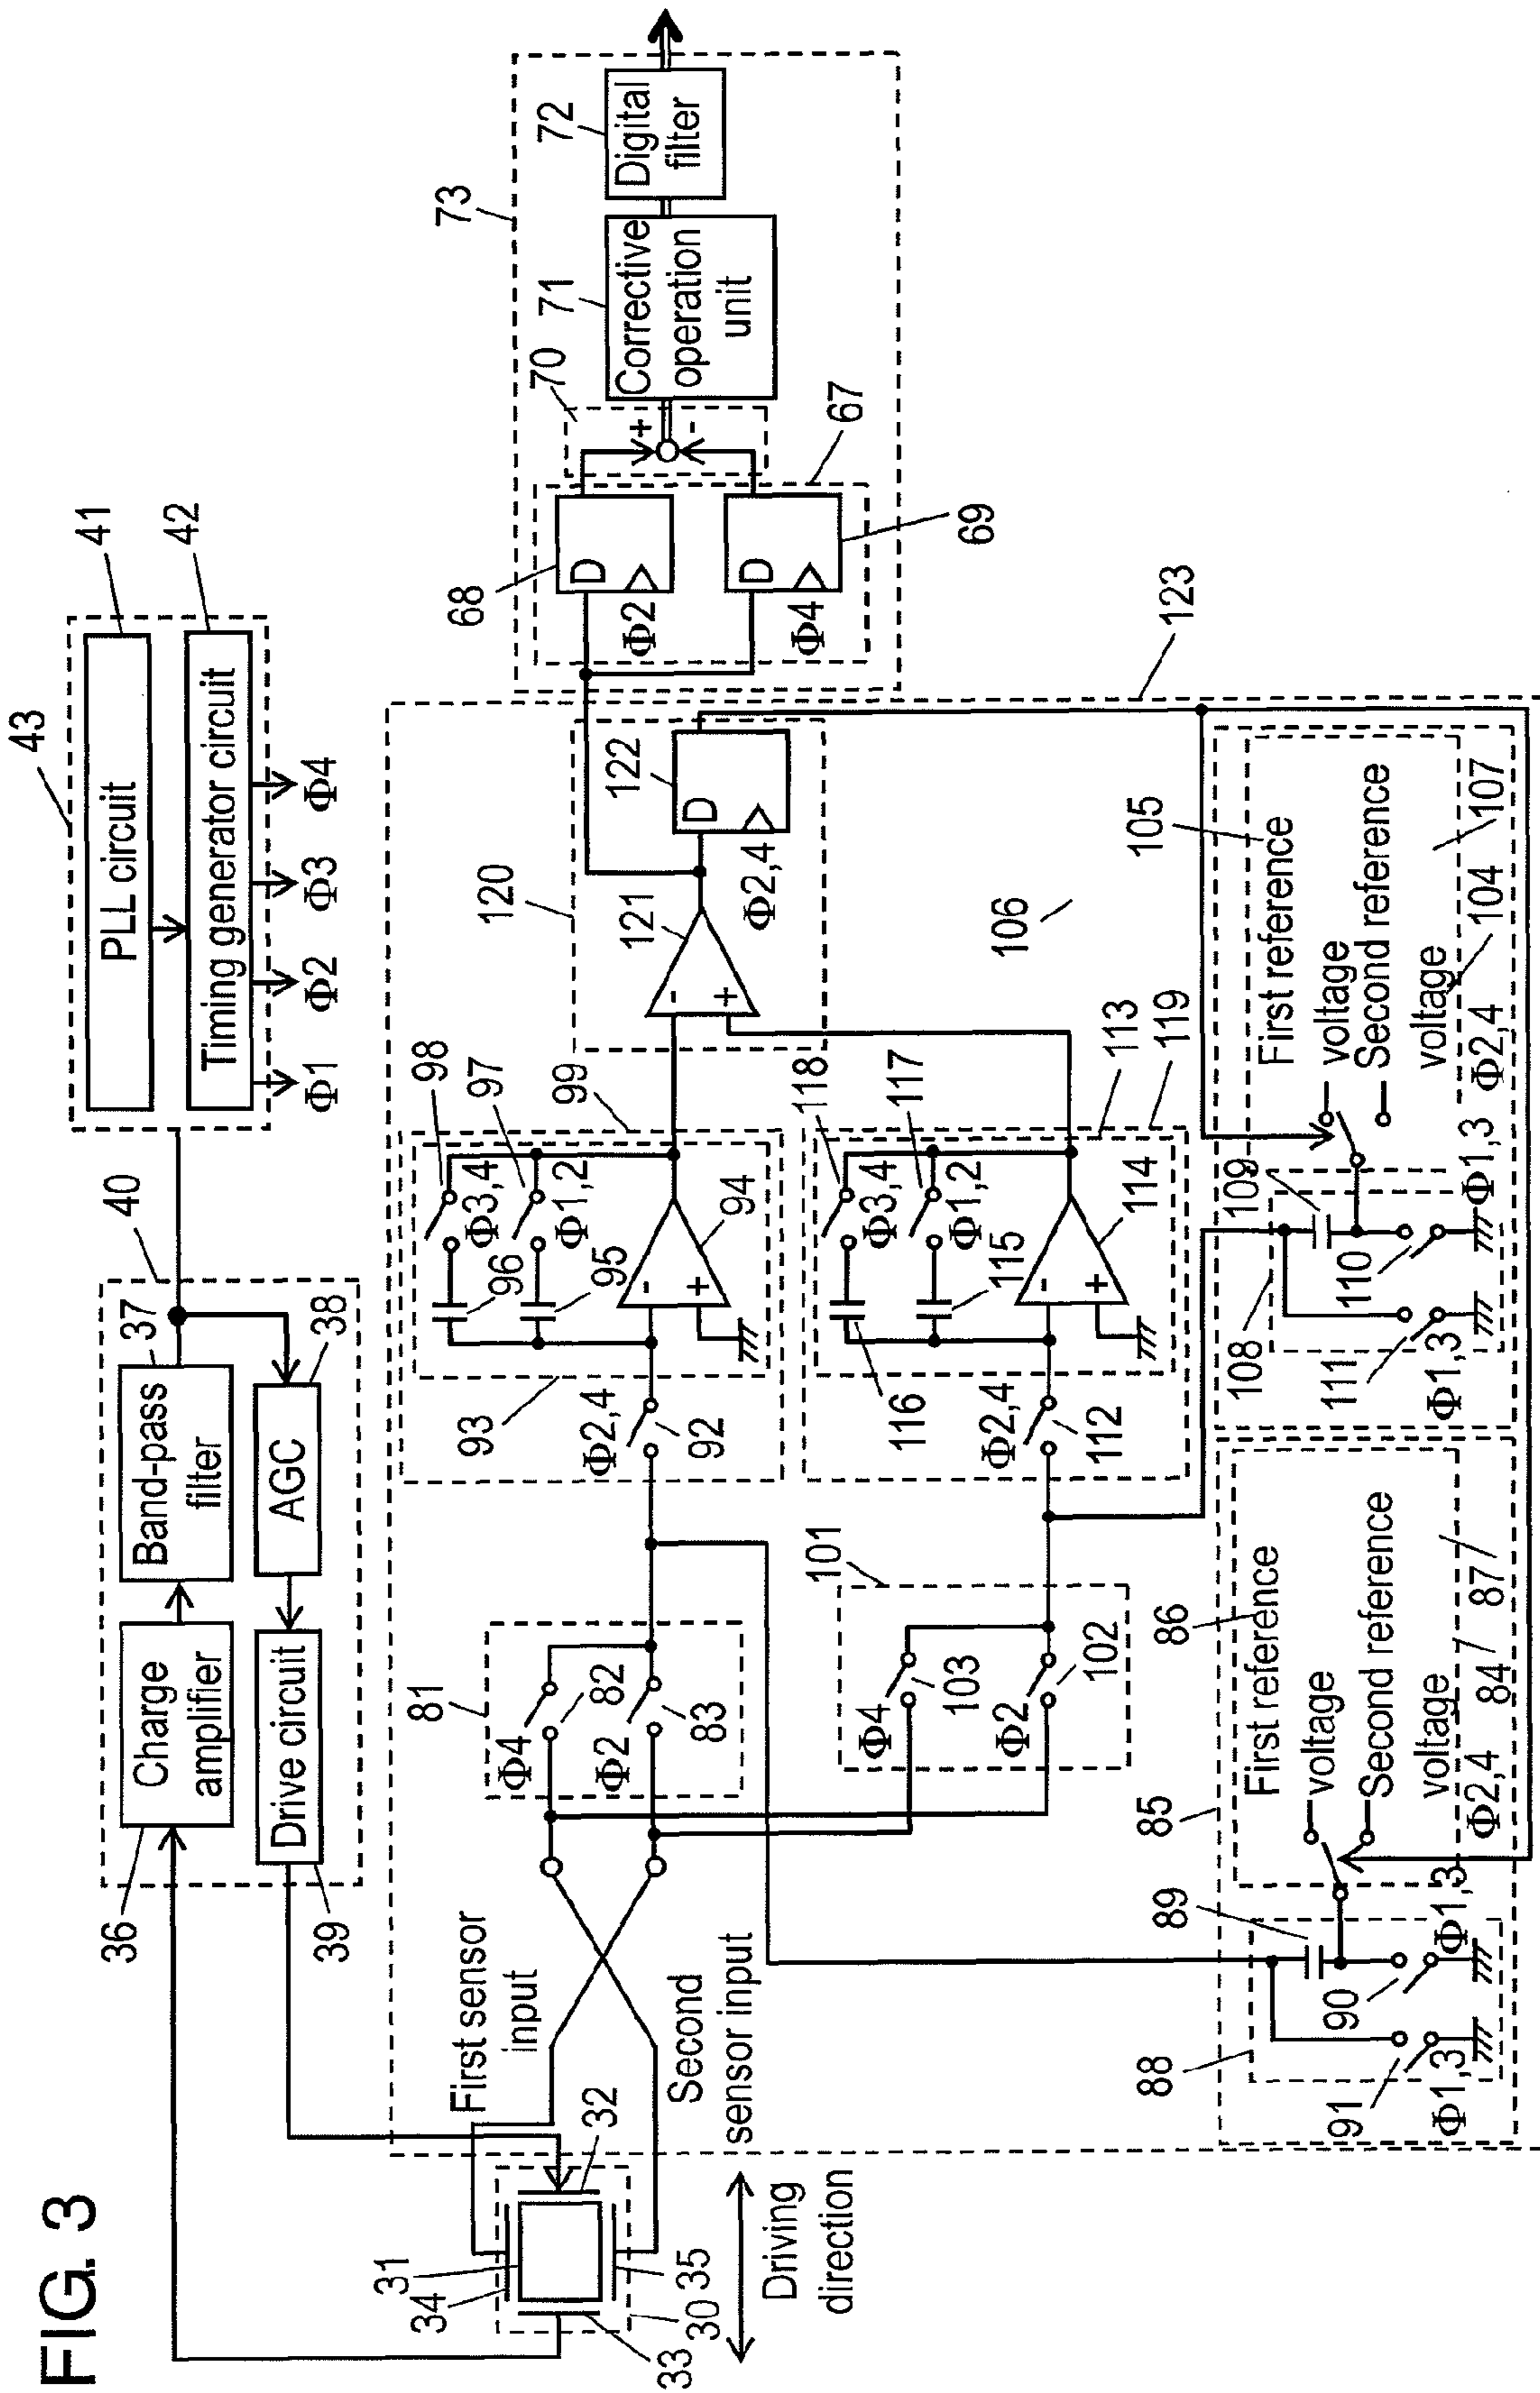 FIG. 3
43
PLL circuit
41
Timing generator circuit
42
Φ1
Φ2
Φ3
Φ4
40
36
Charge
amplifier
37
Band-pass
filter
AGC
38
Drive circuit
39
73
68
D
Φ2
D
Φ4
69
67
70
+
-
71
Corrective
operation
unit
72
Digital
filter
31
34
30
33
32
35
Driving
direction
First sensor
input
Second
sensor input
81
Φ4
82
Φ2
83
101
Φ4
103
Φ2
102
93
Φ2,4
92
98
Φ3,4
97
Φ1,2
96
95
-
+
94
99
Φ2,4
112
118
Φ3,4
117
Φ1,2
116
115
-
+
114
113
119
120
121
-
+
Φ2,4
122
D
106
123
85
86
First reference
voltage
Second reference
voltage
Φ2,4
84
87
88
89
90
Φ1,3
91
Φ1,3
105
First reference
voltage
Second reference
voltage
Φ2,4
104
107
108
109
110
Φ1,3
111
Φ1,3